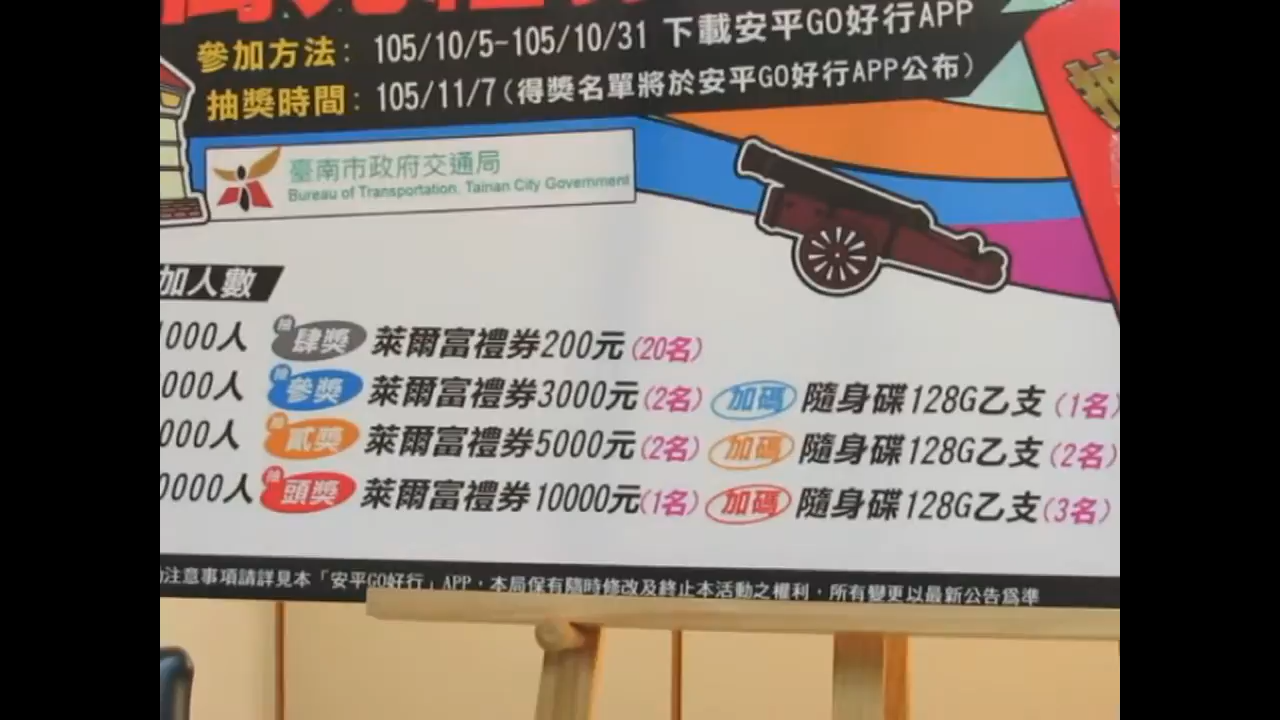 參加方法: 105/10/5-105/10/31 下載安平GO好行APP
抽獎時間: 105/11/7(得獎名單將於安平GO好行APP公布)
臺南市政府交通局
Bureau of Transportation. Tainan City Government
加人數
000人 抽 肆獎 萊爾富禮券200元(20名)
000人 抽 參獎 萊爾富禮券3000元(2名) 加碼 隨身碟128G乙支(1名)
000人 抽 貳獎 萊爾富禮券5000元(2名) 加碼 隨身碟128G乙支(2名)
0000人 抽 頭獎 萊爾富禮券10000元(1名) 加碼 隨身碟128G乙支(3名)
注意事項請詳見本「安平GO好行」APP，本局保有隨時修改及終止本活動之權利，所有變更以最新公告為準